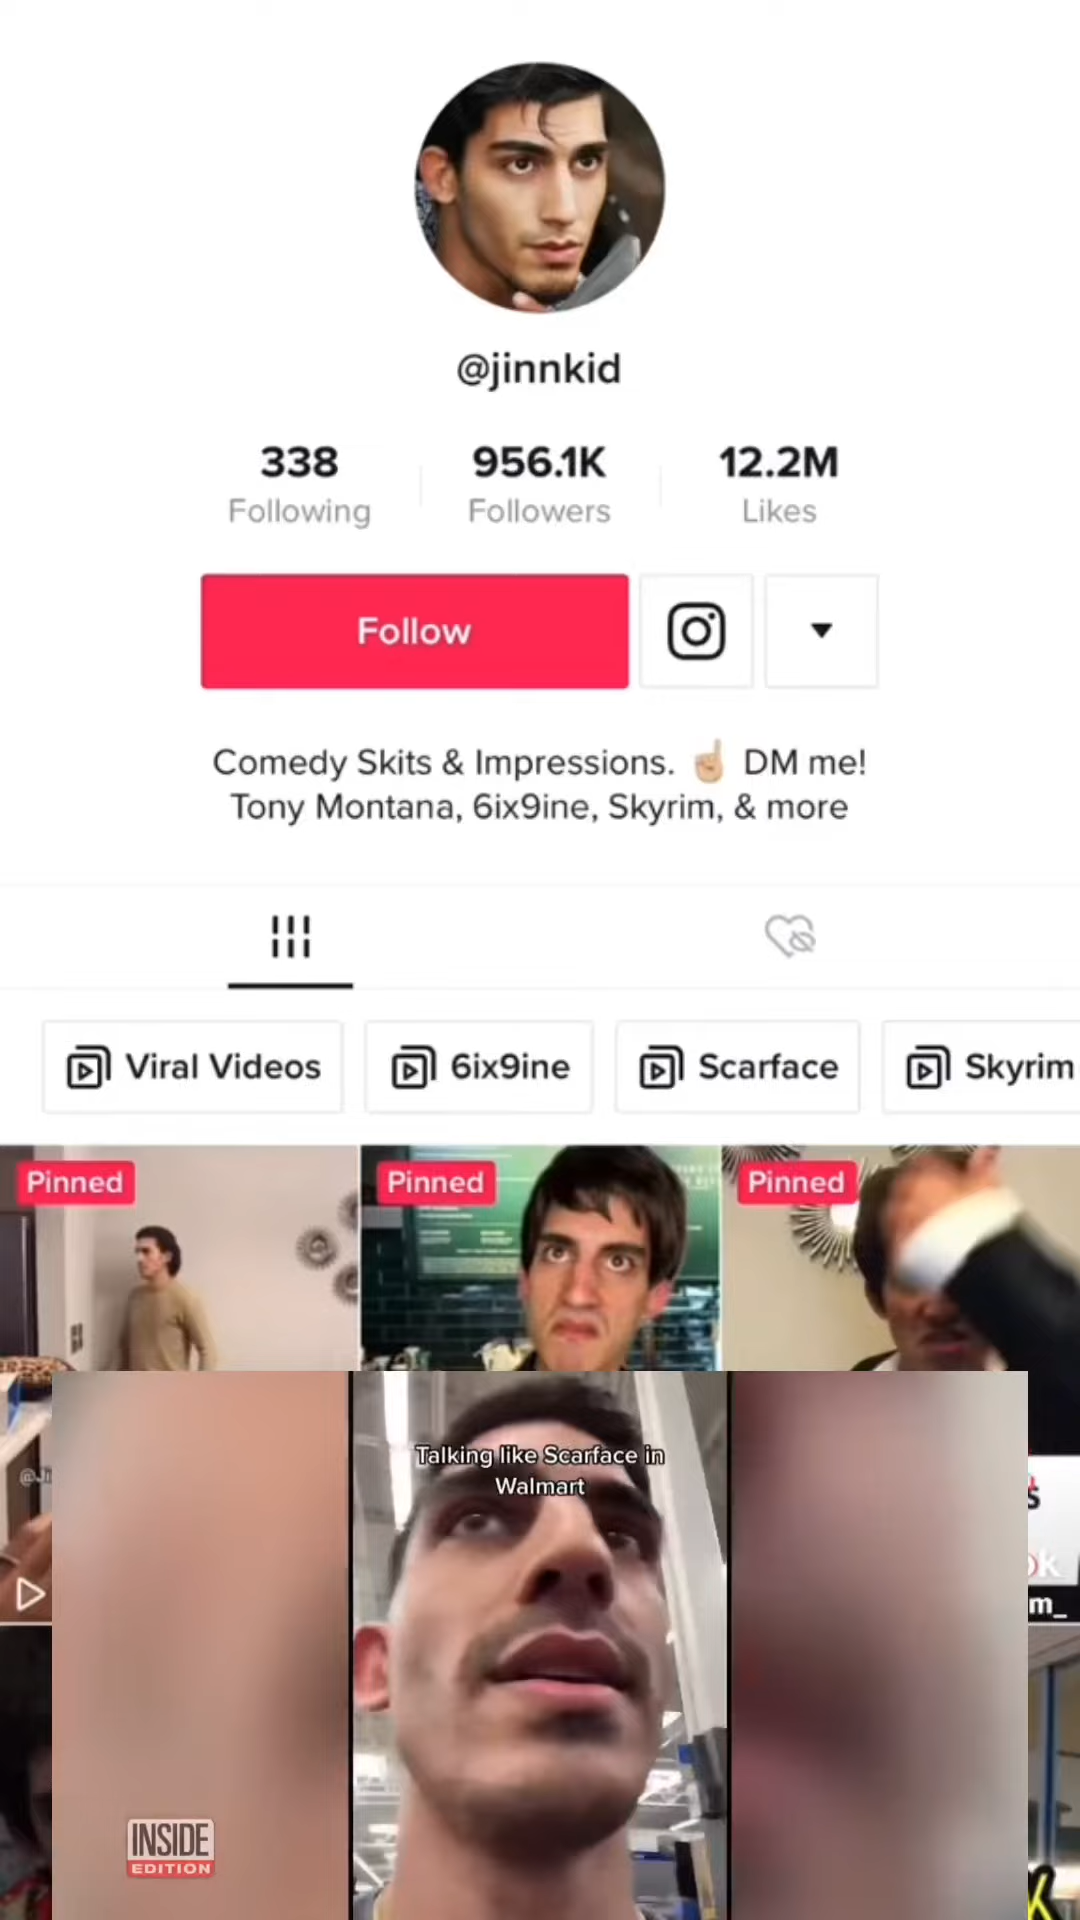 @jinnkid
338
956.1K
12.2M
Following
Followers
Likes
Follow
Comedy Skits & Impressions. ☝🏼 DM me!
Tony Montana, 6ix9ine, Skyrim, & more
Viral Videos
6ix9ine
Scarface
Skyrim
Pinned
Pinned
Pinned
Talking like Scarface in
Walmart
INSIDE
EDITION